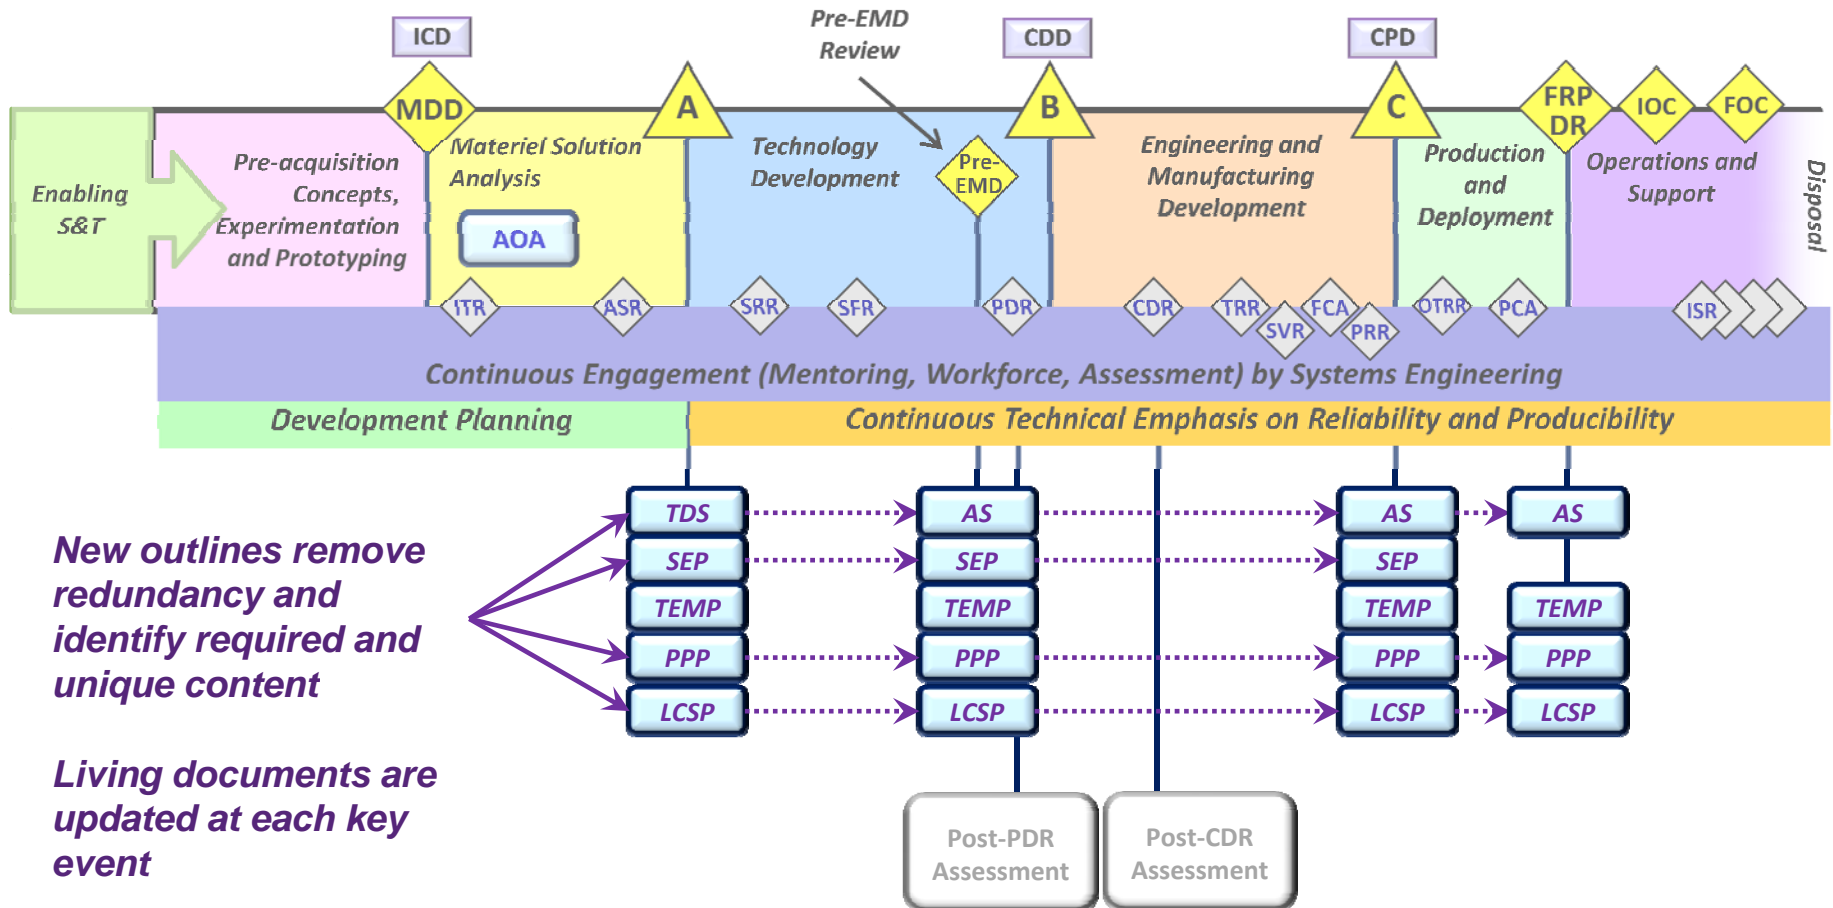 ICD
Pre-EMD
Review
CDD
CPD
MDD
A
B
C
FRP
DR
IOC
FOC
Enabling
S&T
Pre-acquisition
Concepts,
Experimentation
and Prototyping
Materiel Solution
Analysis
AOA
Technology
Development
Pre-
EMD
Engineering and
Manufacturing
Development
Production
and
Deployment
Operations and
Support
Disposal
ITR
ASR
SRR
SFR
PDR
CDR
TRR
SVR
FCA
PRR
OTRR
PCA
ISR
Continuous Engagement (Mentoring, Workforce, Assessment) by Systems Engineering
Development Planning
Continuous Technical Emphasis on Reliability and Producibility
New outlines remove
redundancy and
identify required and
unique content
Living documents are
updated at each key
event
TDS
SEP
TEMP
PPP
LCSP
AS
SEP
TEMP
PPP
LCSP
AS
SEP
TEMP
PPP
LCSP
AS
TEMP
PPP
LCSP
Post-PDR
Assessment
Post-CDR
Assessment